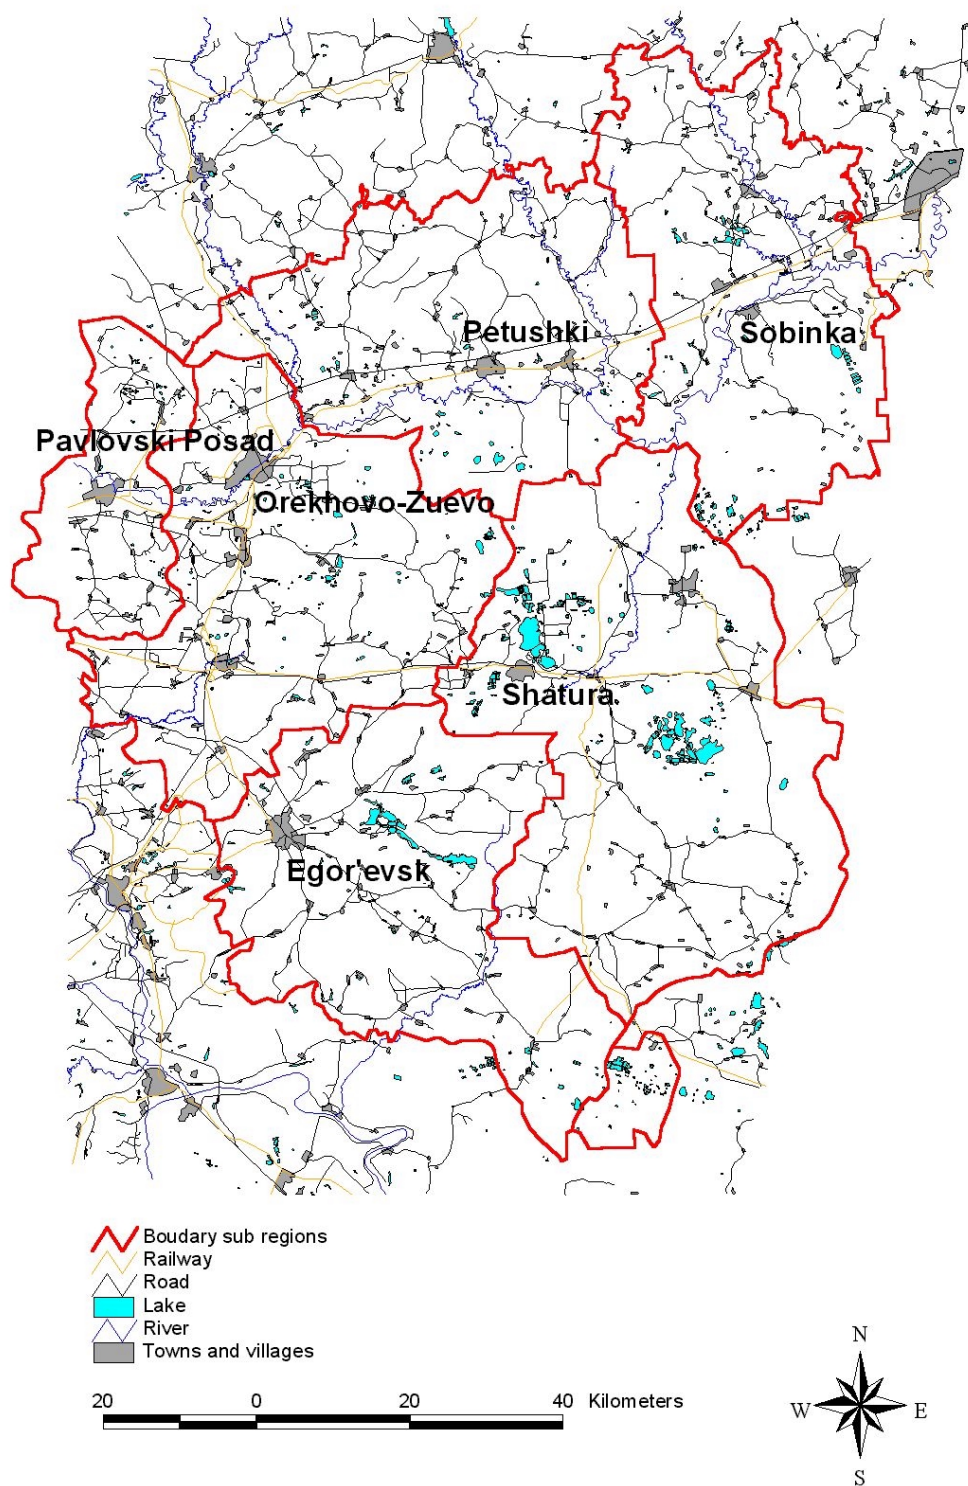 Petushki
Sobinka
Pavlovski Posad
Orekhovo-Zuevo
Shatura
Egor'evsk
Boudary sub regions
Railway
Road
Lake
River
Towns and villages
20 0 20 40 Kilometers
N
W E
S